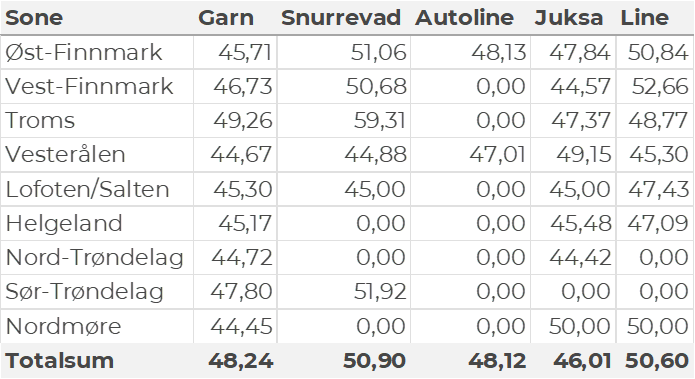 Sone Garn Snurrevad Autoline Juksa Line
Øst-Finnmark 45,71 51,06 48,13 47,84 50,84
Vest-Finnmark 46,73 50,68 0,00 44,57 52,66
Troms 49,26 59,31 0,00 47,37 48,77
Vesterålen 44,67 44,88 47,01 49,15 45,30
Lofoten/Salten 45,30 45,00 0,00 45,00 47,43
Helgeland 45,17 0,00 0,00 45,48 47,09
Nord-Trøndelag 44,72 0,00 0,00 44,42 0,00
Sør-Trøndelag 47,80 51,92 0,00 0,00 0,00
Nordmøre 44,45 0,00 0,00 50,00 50,00
Totalsum 48,24 50,90 48,12 46,01 50,60